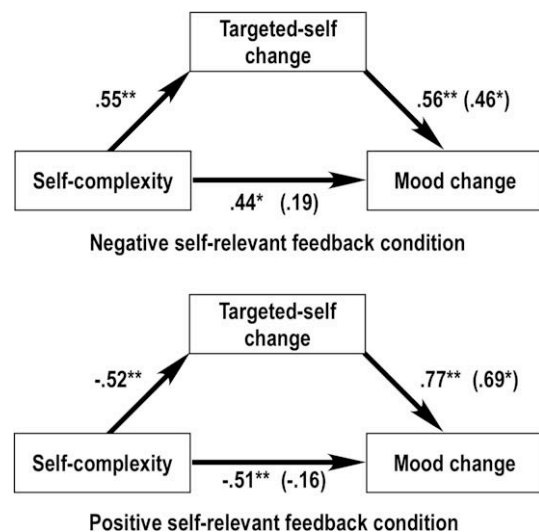 Targeted-self
change
.55**
.56** (.46*)
Self-complexity
Mood change
.44* (.19)
Negative self-relevant feedback condition
Targeted-self
change
-.52**
.77** (.69*)
Self-complexity
Mood change
-.51** (-.16)
Positive self-relevant feedback condition